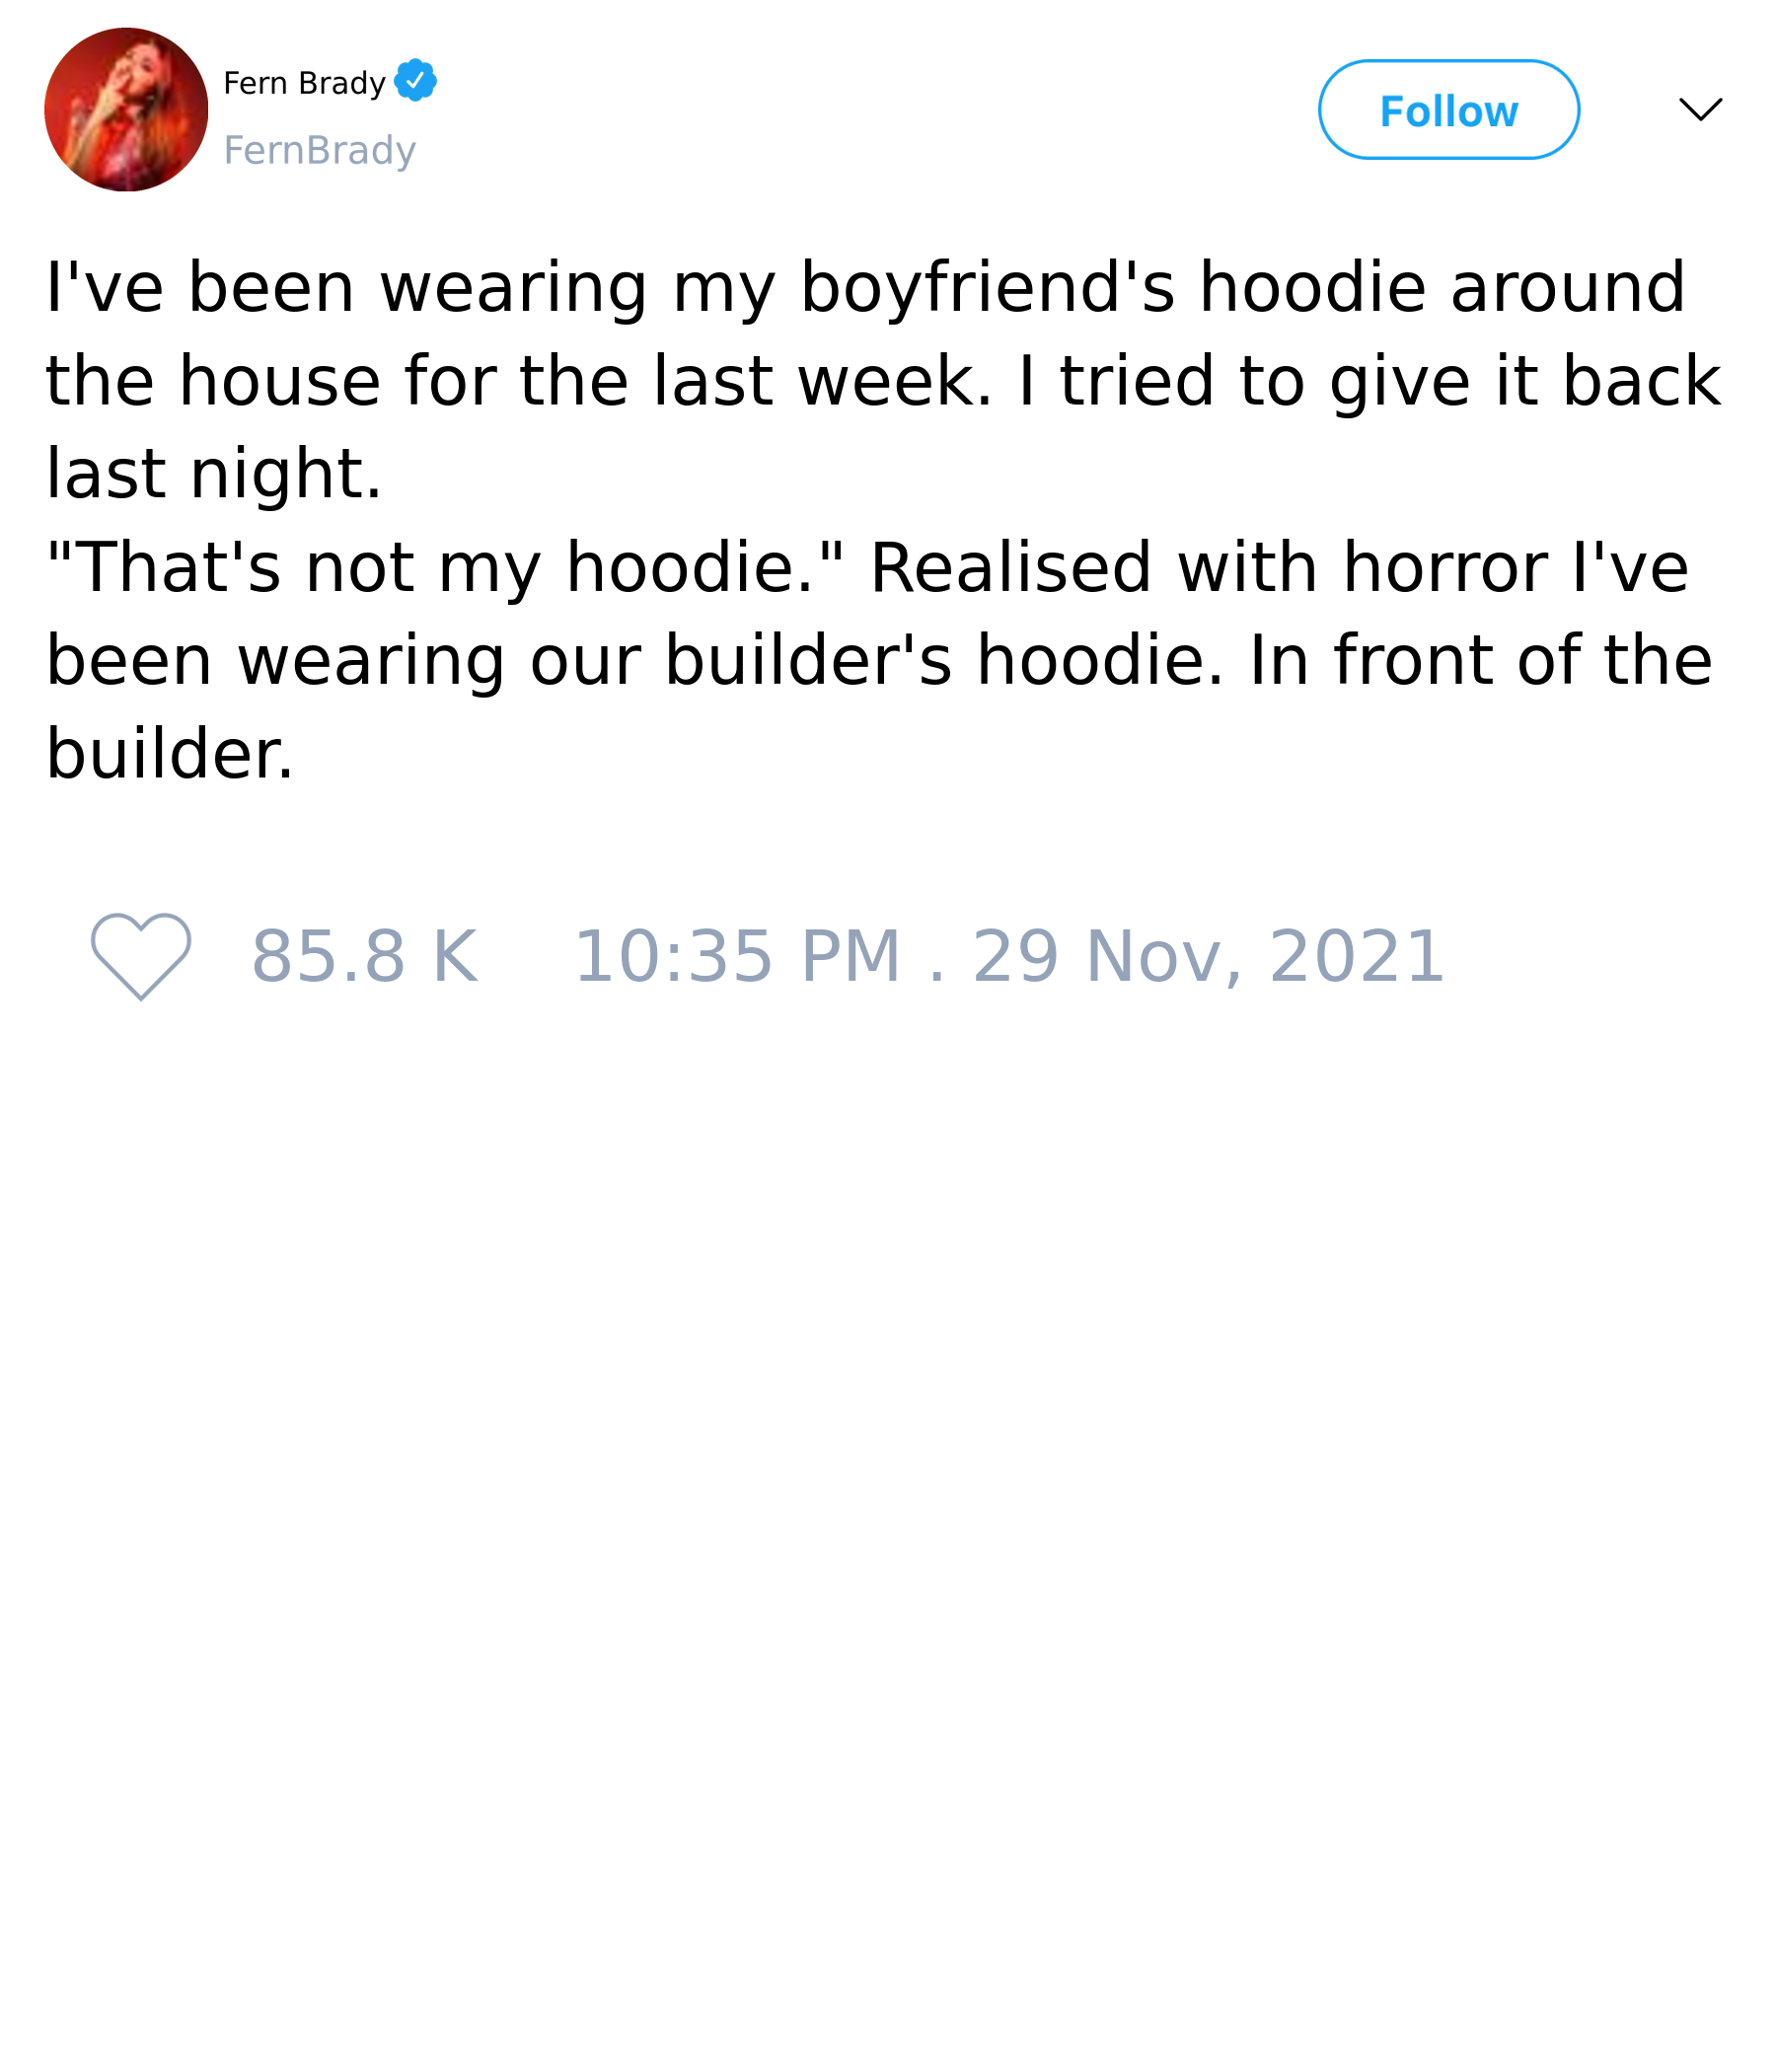 Fern Brady
FernBrady
Follow
I've been wearing my boyfriend's hoodie around
the house for the last week. I tried to give it back
last night.
"That's not my hoodie." Realised with horror I've
been wearing our builder's hoodie. In front of the
builder.
85.8 K 10:35 PM . 29 Nov, 2021